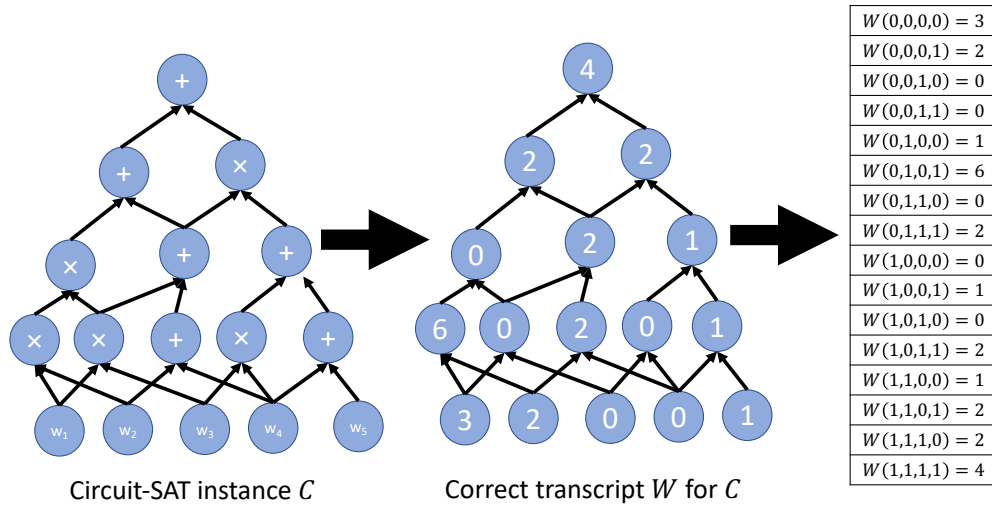 +
+ ×
× + +
× × + × +
w₁ w₂ w₃ w₄ w₅
Circuit-SAT instance C
4
2 2
0 2 1
6 0 2 0 1
3 2 0 0 1
Correct transcript W for C
W(0,0,0,0) = 3
W(0,0,0,1) = 2
W(0,0,1,0) = 0
W(0,0,1,1) = 0
W(0,1,0,0) = 1
W(0,1,0,1) = 6
W(0,1,1,0) = 0
W(0,1,1,1) = 2
W(1,0,0,0) = 0
W(1,0,0,1) = 1
W(1,0,1,0) = 0
W(1,0,1,1) = 2
W(1,1,0,0) = 1
W(1,1,0,1) = 2
W(1,1,1,0) = 2
W(1,1,1,1) = 4